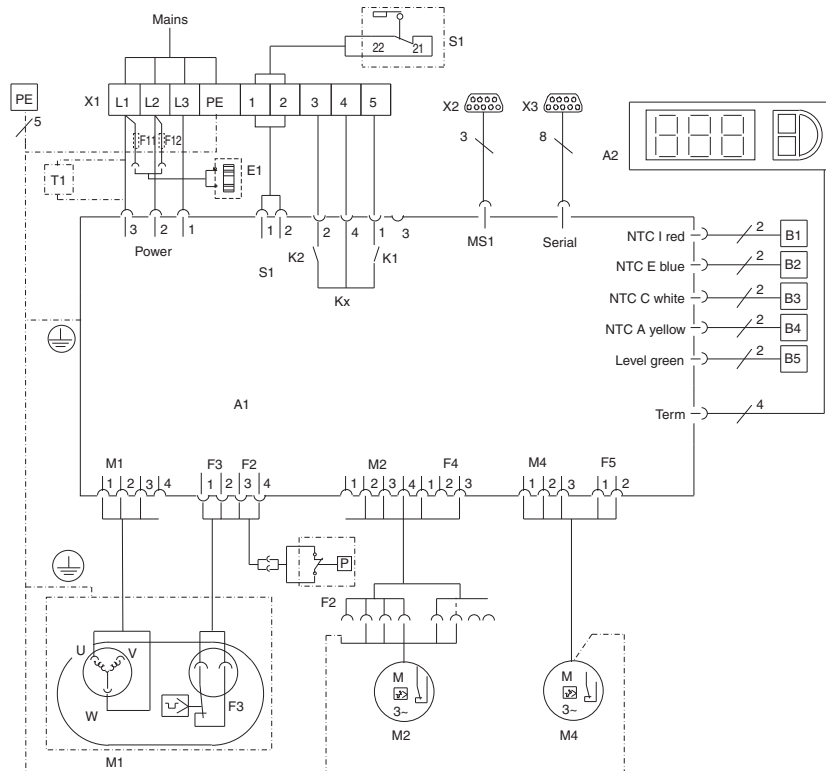 Mains
22 21
S1
PE
5
X1 L1 L2 L3 PE 1 2 3 4 5
X2 X3
3 8
A2
F11 F12
T1
E1
3 2 1
Power
1 2
S1
2 4 1 3
K2 K1
Kx
MS1 Serial
NTC I red 2 B1
NTC E blue 2 B2
NTC C white 2 B3
NTC A yellow 2 B4
Level green 2 B5
Term 4
A1
M1 F3 F2 M2 F4 M4 F5
1 2 3 4 1 2 3 4 1 2 3 4 1 2 3 1 2 3 1 2
P
F2
U V
W
F3
M1
M
3~
M2
M
3~
M4